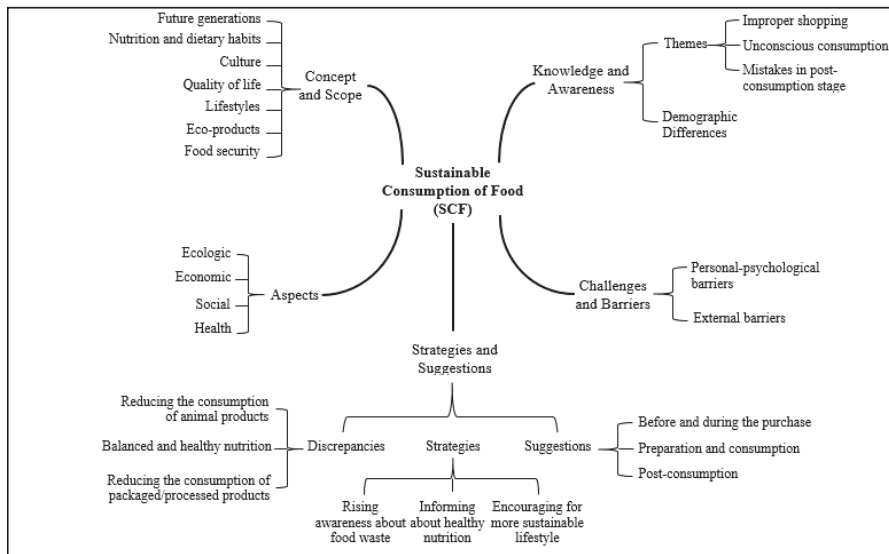 Future generations
Nutrition and dietary habits
Culture
Quality of life
Lifestyles
Eco-products
Food security
Concept
and Scope
Knowledge and
Awareness
Themes
Improper shopping
Unconscious consumption
Mistakes in post-
consumption stage
Demographic
Differences
Sustainable
Consumption of Food
(SCF)
Ecologic
Economic
Social
Health
Aspects
Challenges
and Barriers
Personal-psychological
barriers
External barriers
Strategies and
Suggestions
Reducing the consumption
of animal products
Balanced and healthy nutrition
Reducing the consumption of
packaged/processed products
Discrepancies
Strategies
Suggestions
Before and during the purchase
Preparation and consumption
Post-consumption
Rising
awareness about
food waste
Informing
about healthy
nutrition
Encouraging for
more sustainable
lifestyle